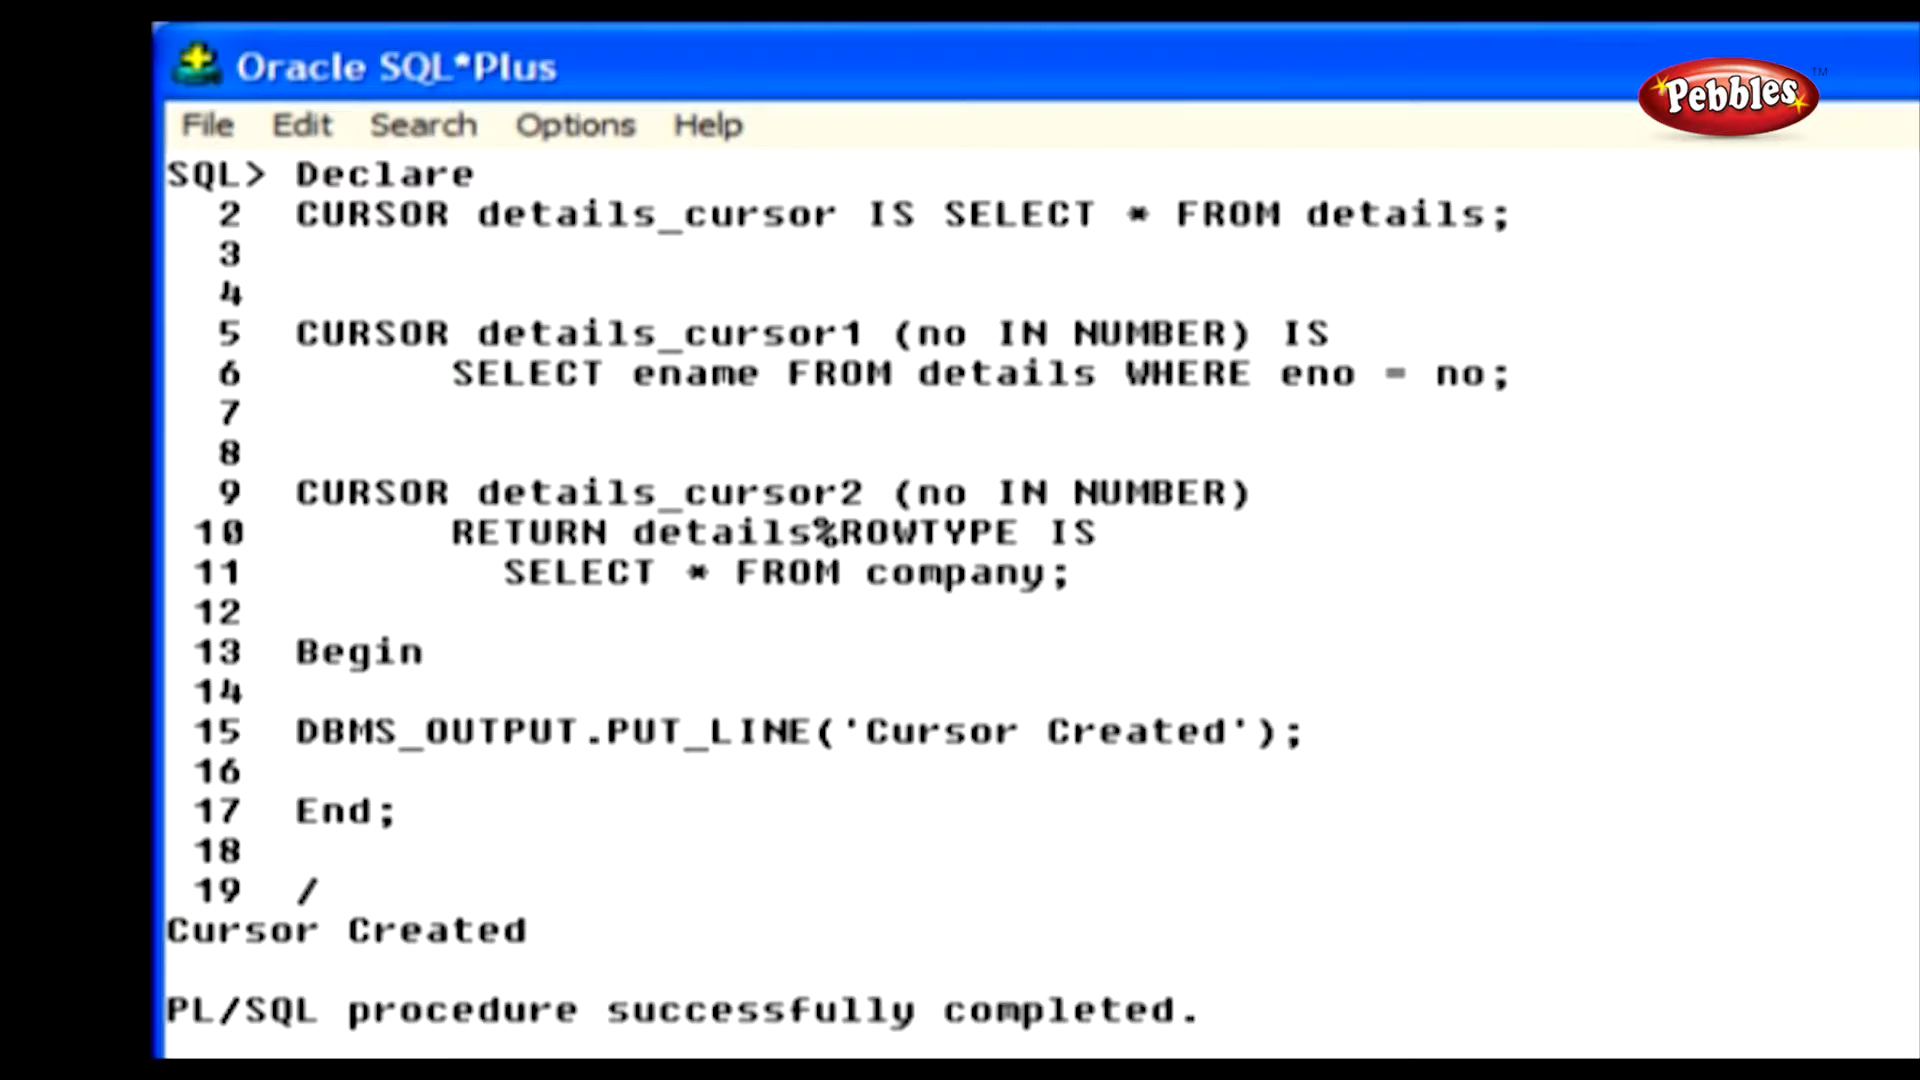 Oracle SQL*Plus
Pebbles™
File Edit Search Options Help
SQL> Declare
2 CURSOR details_cursor IS SELECT * FROM details;
3
4
5 CURSOR details_cursor1 (no IN NUMBER) IS
6 SELECT ename FROM details WHERE eno = no;
7
8
9 CURSOR details_cursor2 (no IN NUMBER)
10 RETURN details%ROWTYPE IS
11 SELECT * FROM company;
12
13 Begin
14
15 DBMS_OUTPUT.PUT_LINE('Cursor Created');
16
17 End;
18
19 /
Cursor Created
PL/SQL procedure successfully completed.